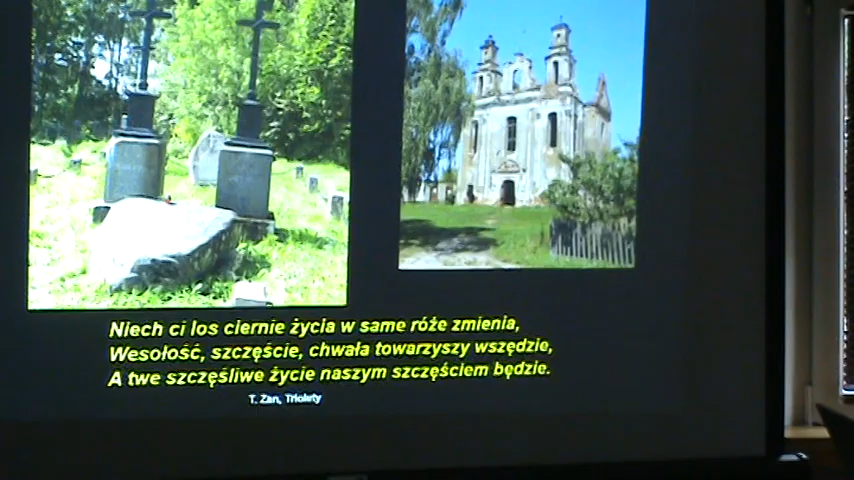 Niech ci los ciernie życia w same róże zmienia,
Wesołość, szczęście, chwała towarzyszy wszędzie,
A twe szczęśliwe życie naszym szczęściem będzie.
T. Zan, Triolety